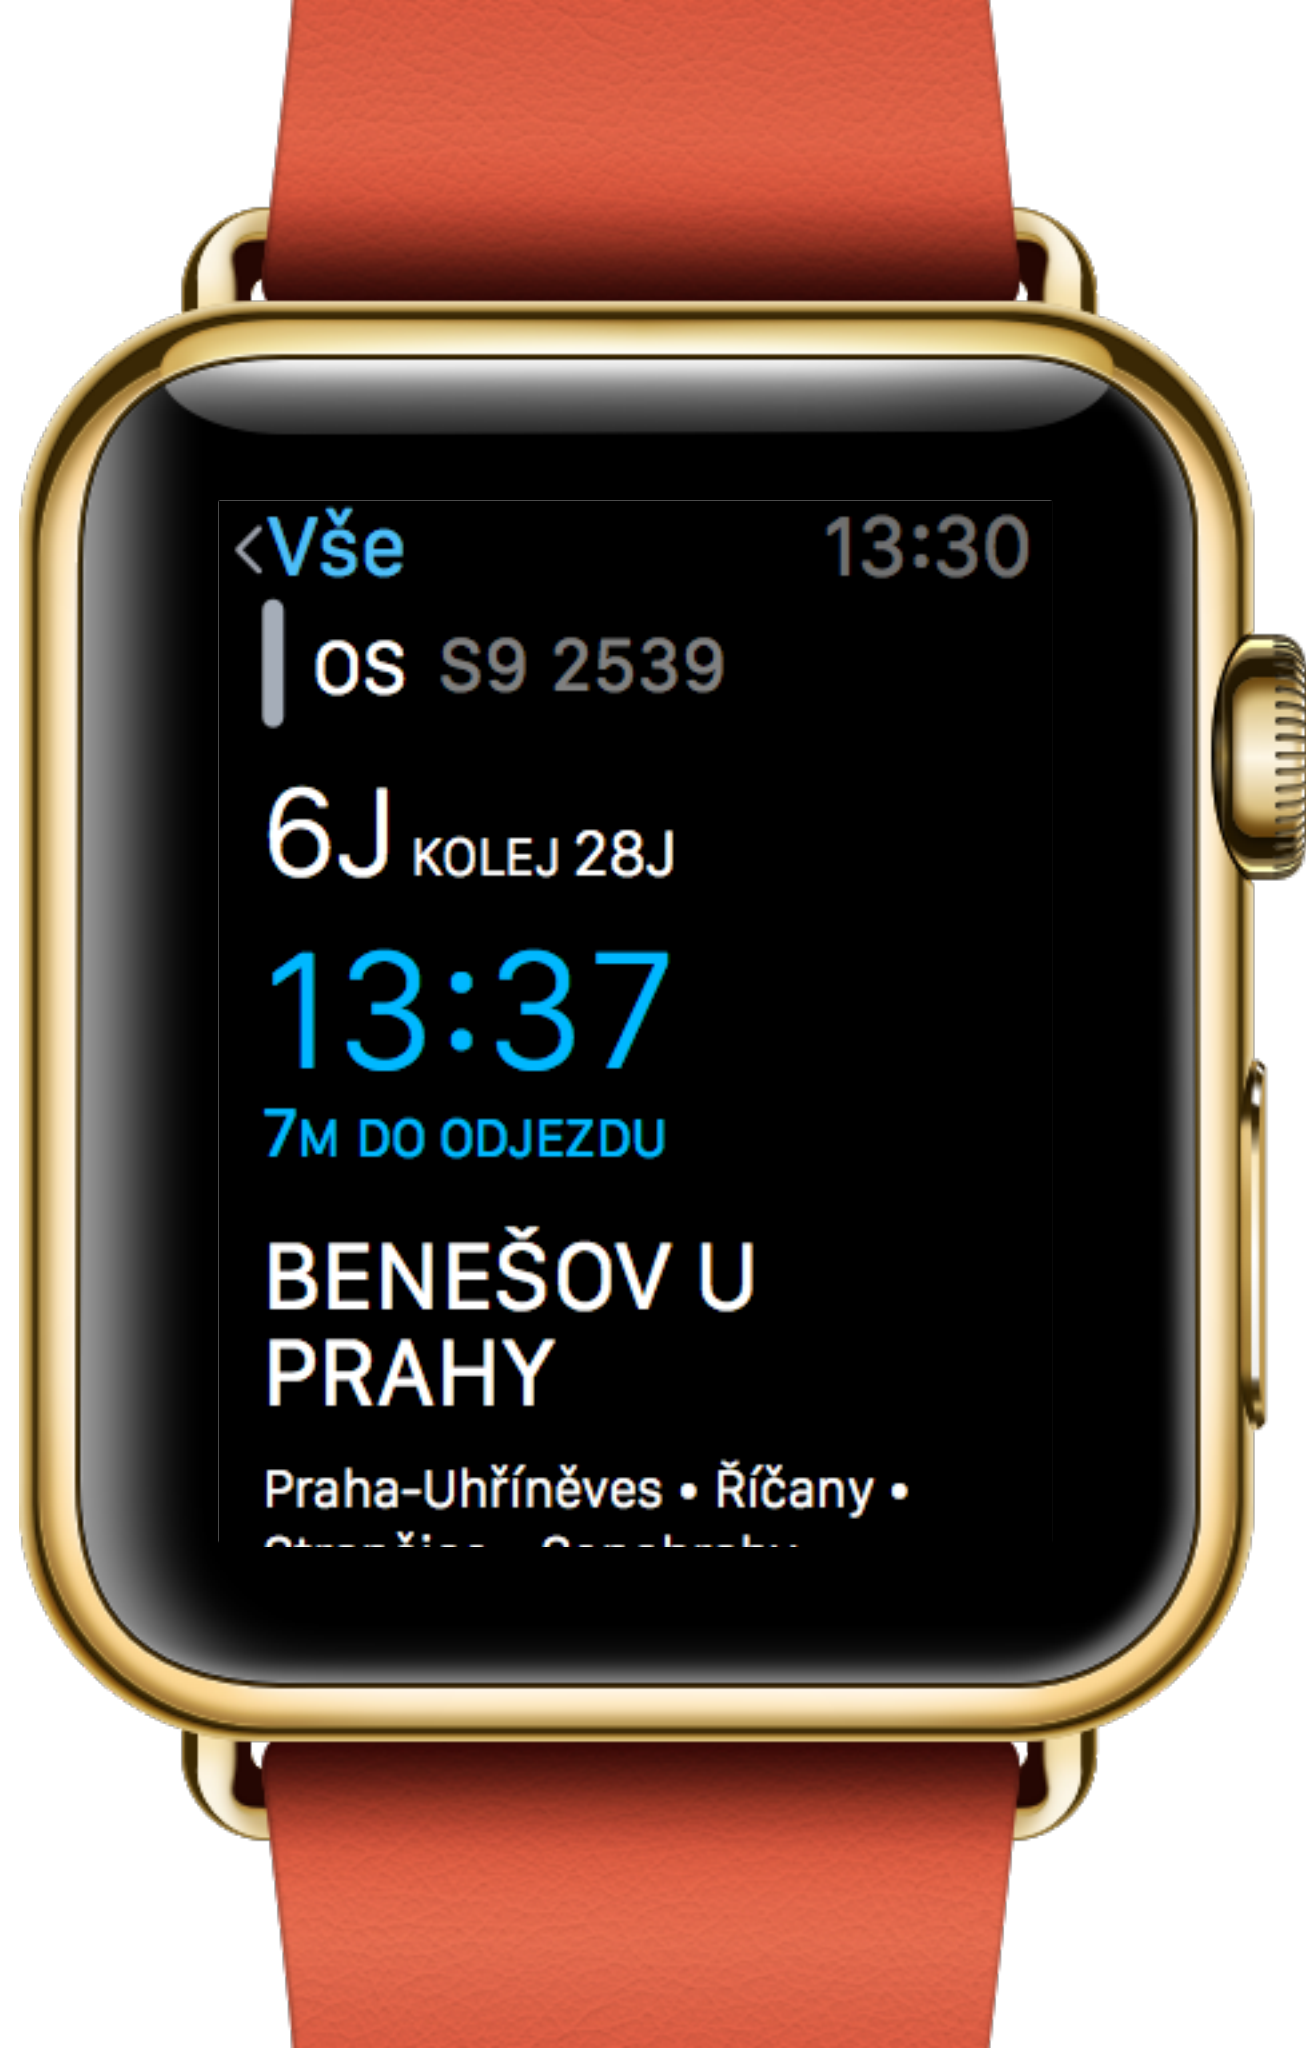 <Vše 13:30
OS S9 2539
6J KOLEJ 28J
13:37
7M DO ODJEZDU
BENEŠOV U
PRAHY
Praha-Uhříněves • Říčany •